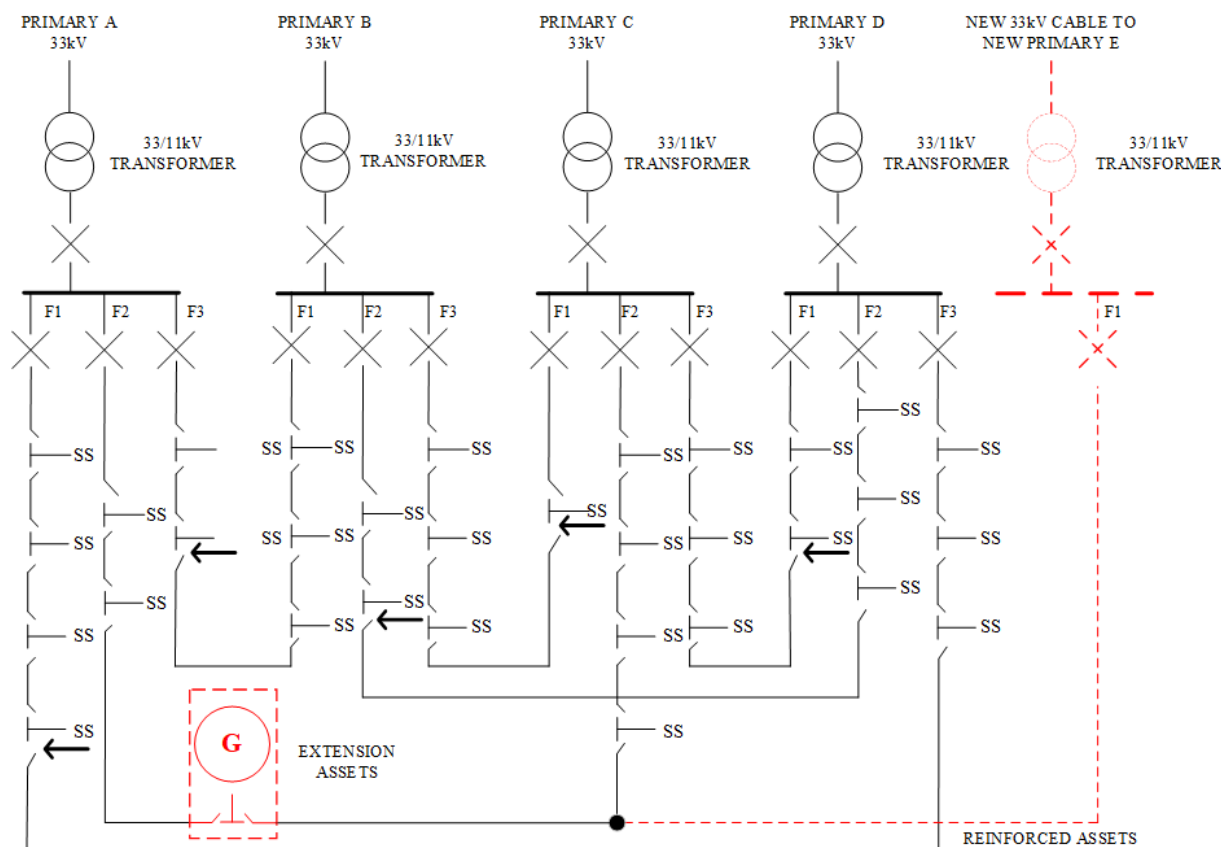 PRIMARY A
33kV
PRIMARY B
33kV
PRIMARY C
33kV
PRIMARY D
33kV
NEW 33kV CABLE TO
NEW PRIMARY E
33/11kV
TRANSFORMER
33/11kV
TRANSFORMER
33/11kV
TRANSFORMER
33/11kV
TRANSFORMER
33/11kV
TRANSFORMER
F1 F2 F3 F1 F2 F3 F1 F2 F3 F1 F2 F3 F1
SS
SS SS SS SS SS SS SS SS
SS SS SS SS SS
SS SS SS SS SS SS SS SS
SS SS SS
SS SS SS SS SS
SS SS
G
EXTENSION
ASSETS
REINFORCED ASSETS